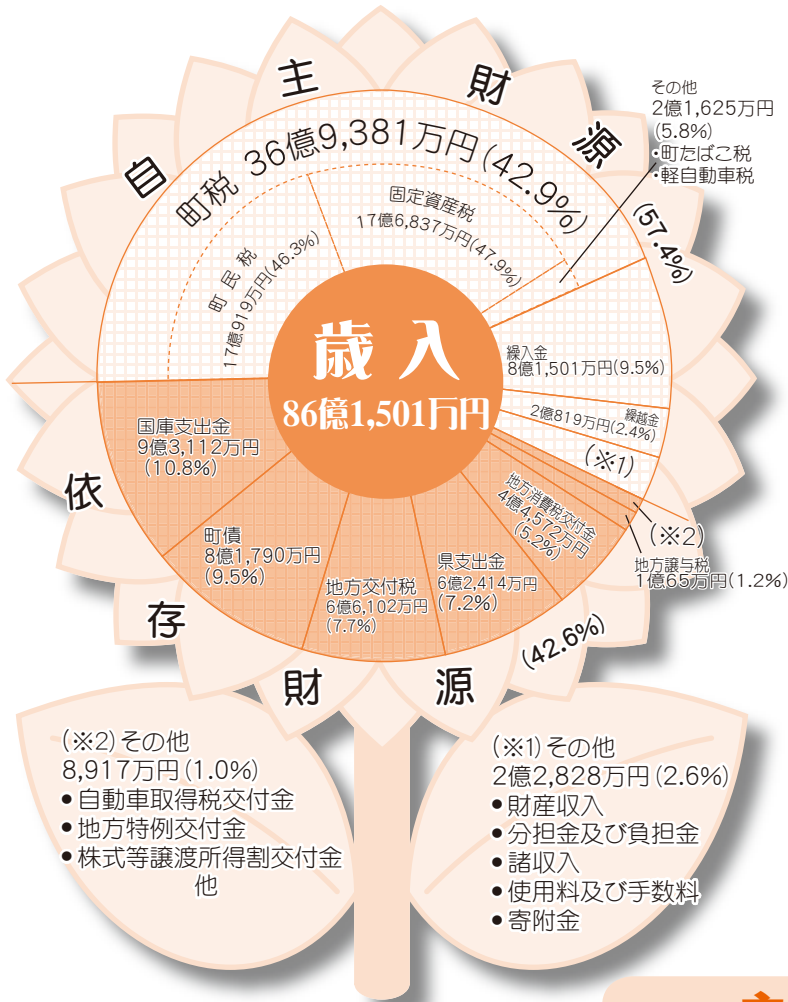 自主財源
(57.4%)
町税 36億9,381万円(42.9%)
町民税
17億919万円(46.3%)
固定資産税
17億6,837万円(47.9%)
その他
2億1,625万円
(5.8%)
・町たばこ税
・軽自動車税
繰入金
8億1,501万円(9.5%)
繰越金
2億819万円(2.4%)
(※1)
歳入
86億1,501万円
(※2)
地方譲与税
1億65万円(1.2%)
地方消費税交付金
4億4,572万円
(5.2%)
県支出金
6億2,414万円
(7.2%)
地方交付税
6億6,102万円
(7.7%)
町債
8億1,790万円
(9.5%)
国庫支出金
9億3,112万円
(10.8%)
依存財源
(42.6%)
(※2)その他
8,917万円(1.0%)
●自動車取得税交付金
●地方特例交付金
●株式等譲渡所得割交付金
他
(※1)その他
2億2,828万円(2.6%)
●財産収入
●分担金及び負担金
●諸収入
●使用料及び手数料
●寄附金